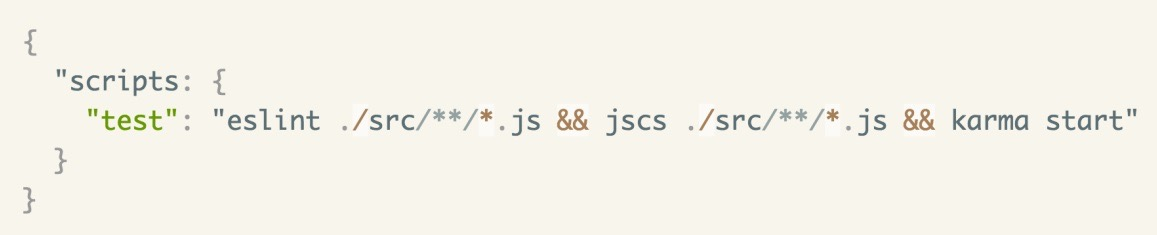 {
  "scripts: {
    "test": "eslint ./src/**/*.js && jscs ./src/**/*.js && karma start"
  }
}